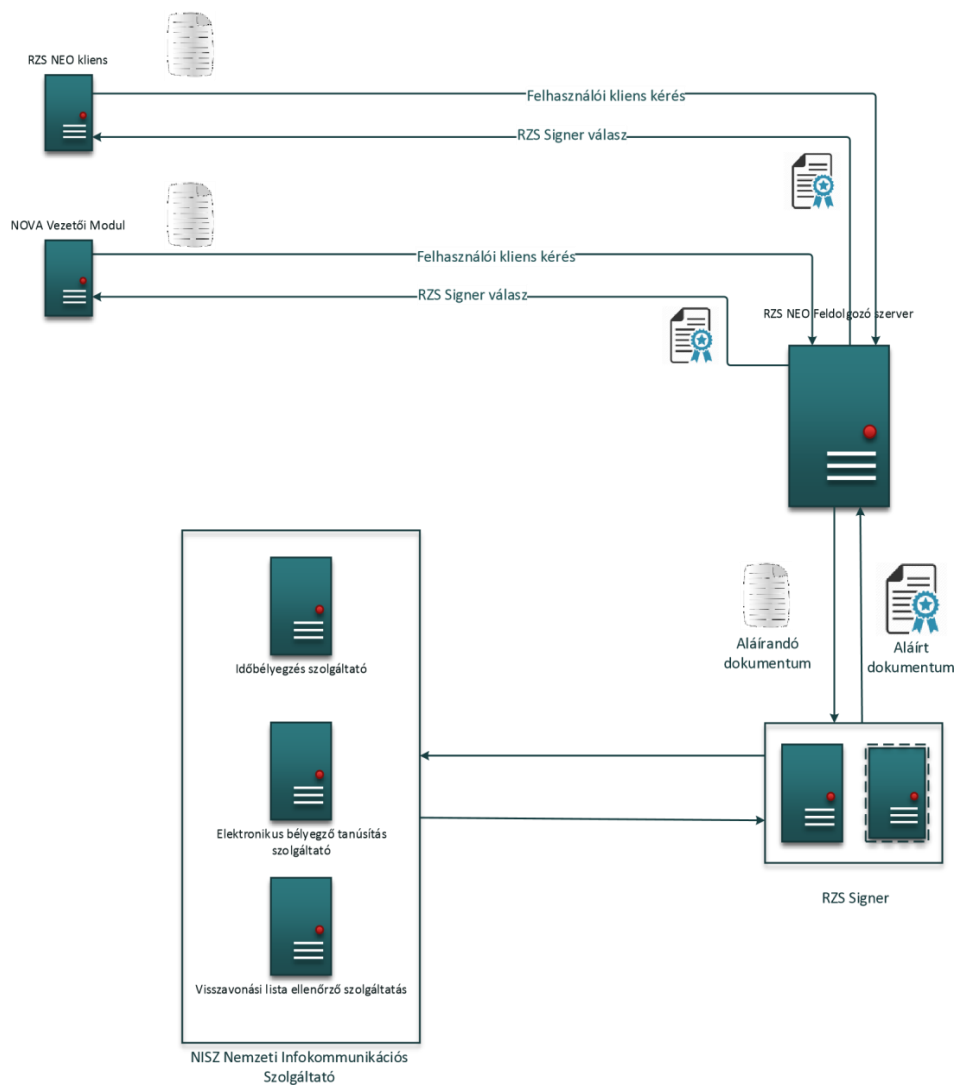 RZS NEO kliens
Felhasználói kliens kérés
RZS Signer válasz
NOVA Vezetői Modul
Felhasználói kliens kérés
RZS Signer válasz
RZS NEO Feldolgozó szerver
Aláírandó
dokumentum
Aláírt
dokumentum
Időbélyegzés szolgáltató
Elektronikus bélyegző tanúsítás
szolgáltató
Visszavonási lista ellenőrző szolgáltatás
RZS Signer
NISZ Nemzeti Infokommunikációs
Szolgáltató